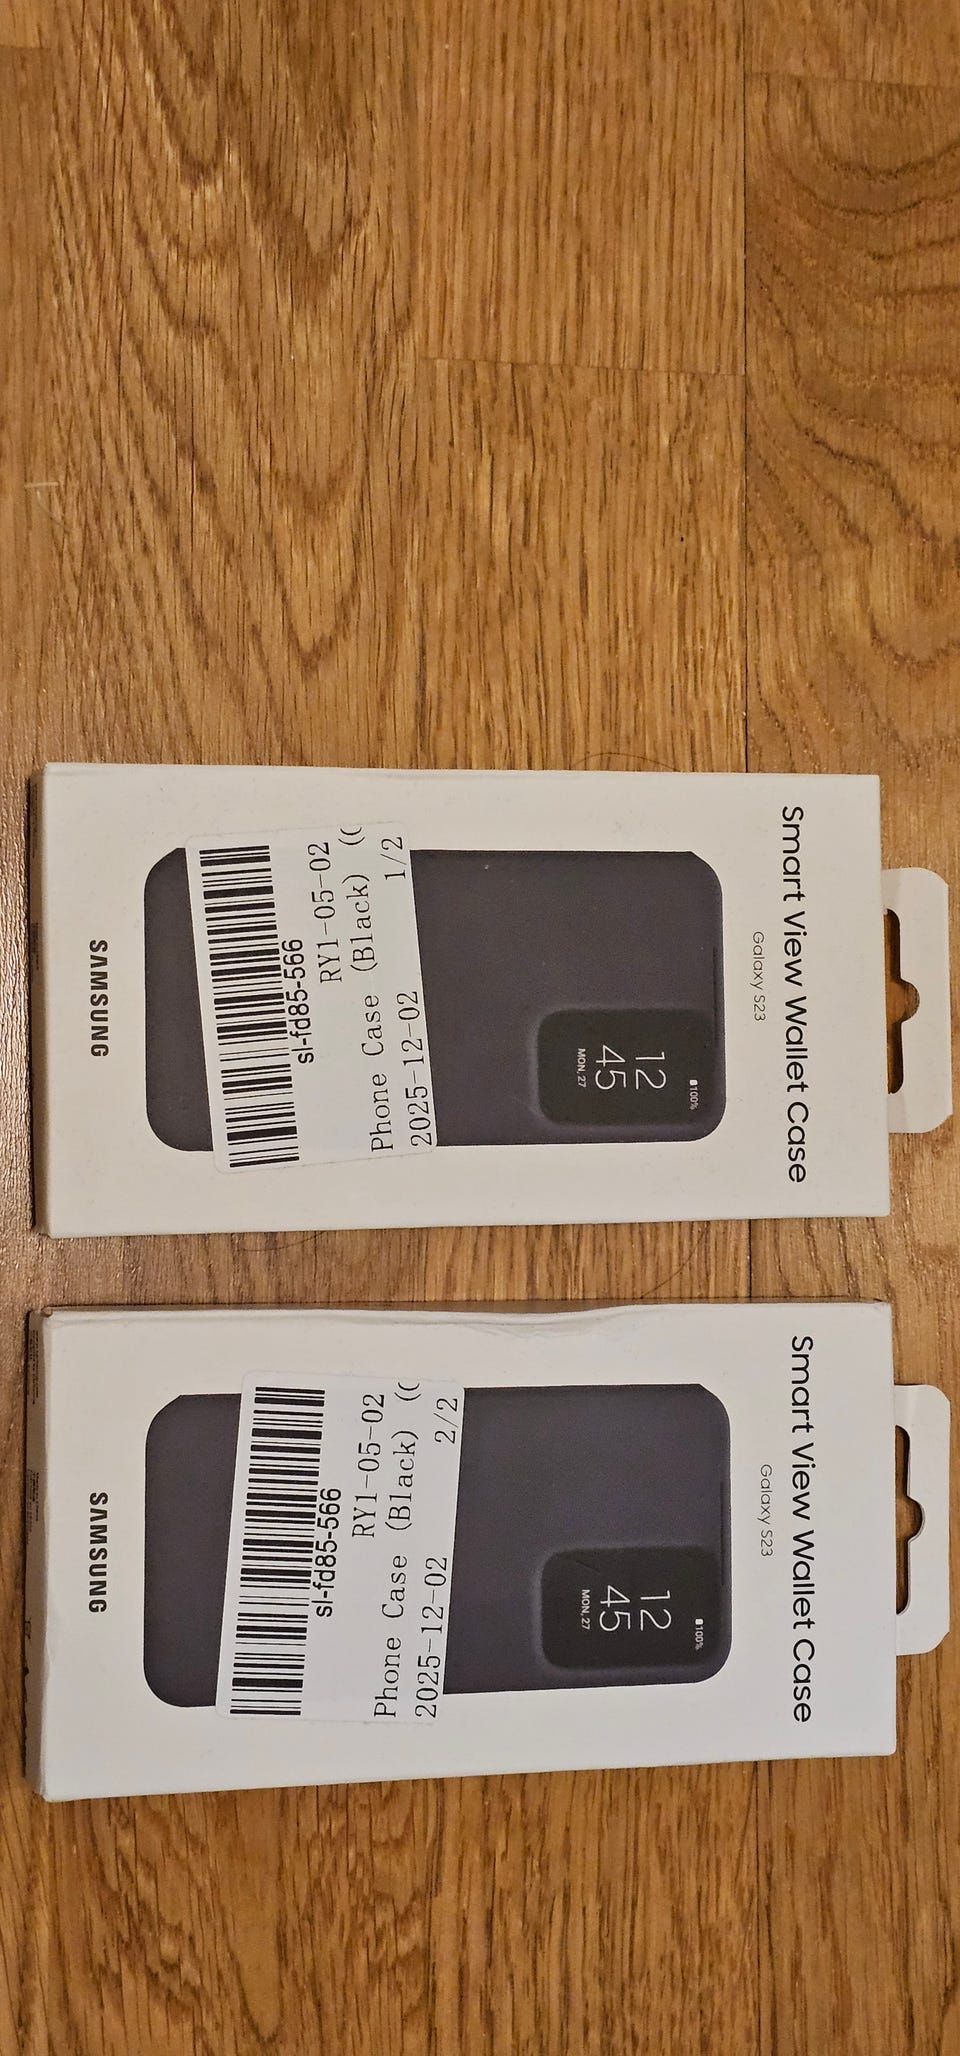 Smart View Wallet Case
Galaxy S23
100%
12
45
MON, 27
sl-fd85-566
RY1-05-02
Phone Case (Black) (C
2025-12-02 1/2
SAMSUNG
Smart View Wallet Case
Galaxy S23
100%
12
45
MON, 27
sl-fd85-566
RY1-05-02
Phone Case (Black) (C
2025-12-02 2/2
SAMSUNG